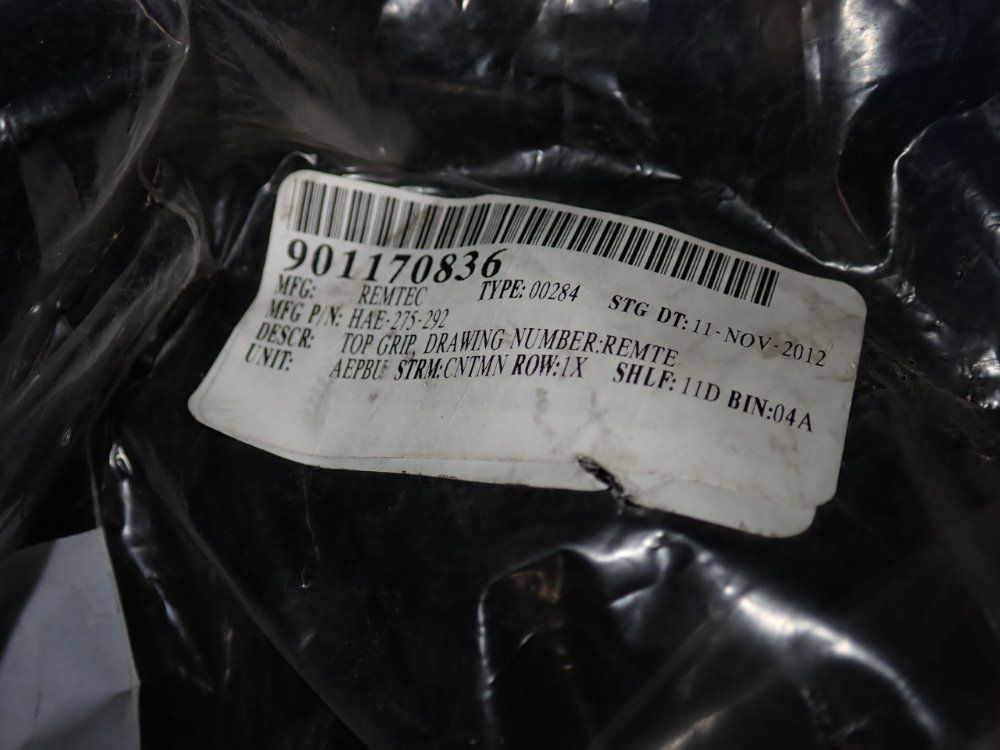 901170836
MFG: REMTEC TYPE: 00284 STG DT: 11-NOV-2012
MFG P/N: HAE-275-292
DESCR: TOP GRIP, DRAWING NUMBER:REMTE
UNIT: AEPBU STRM:CNTMN ROW:1X SHLF: 11D BIN:04A